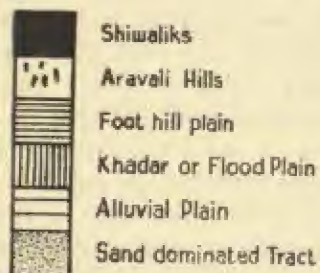 Shiwaliks
Aravali Hills
Foot hill plain
Khadar or Flood Plain
Alluvial Plain
Sand dominated Tract